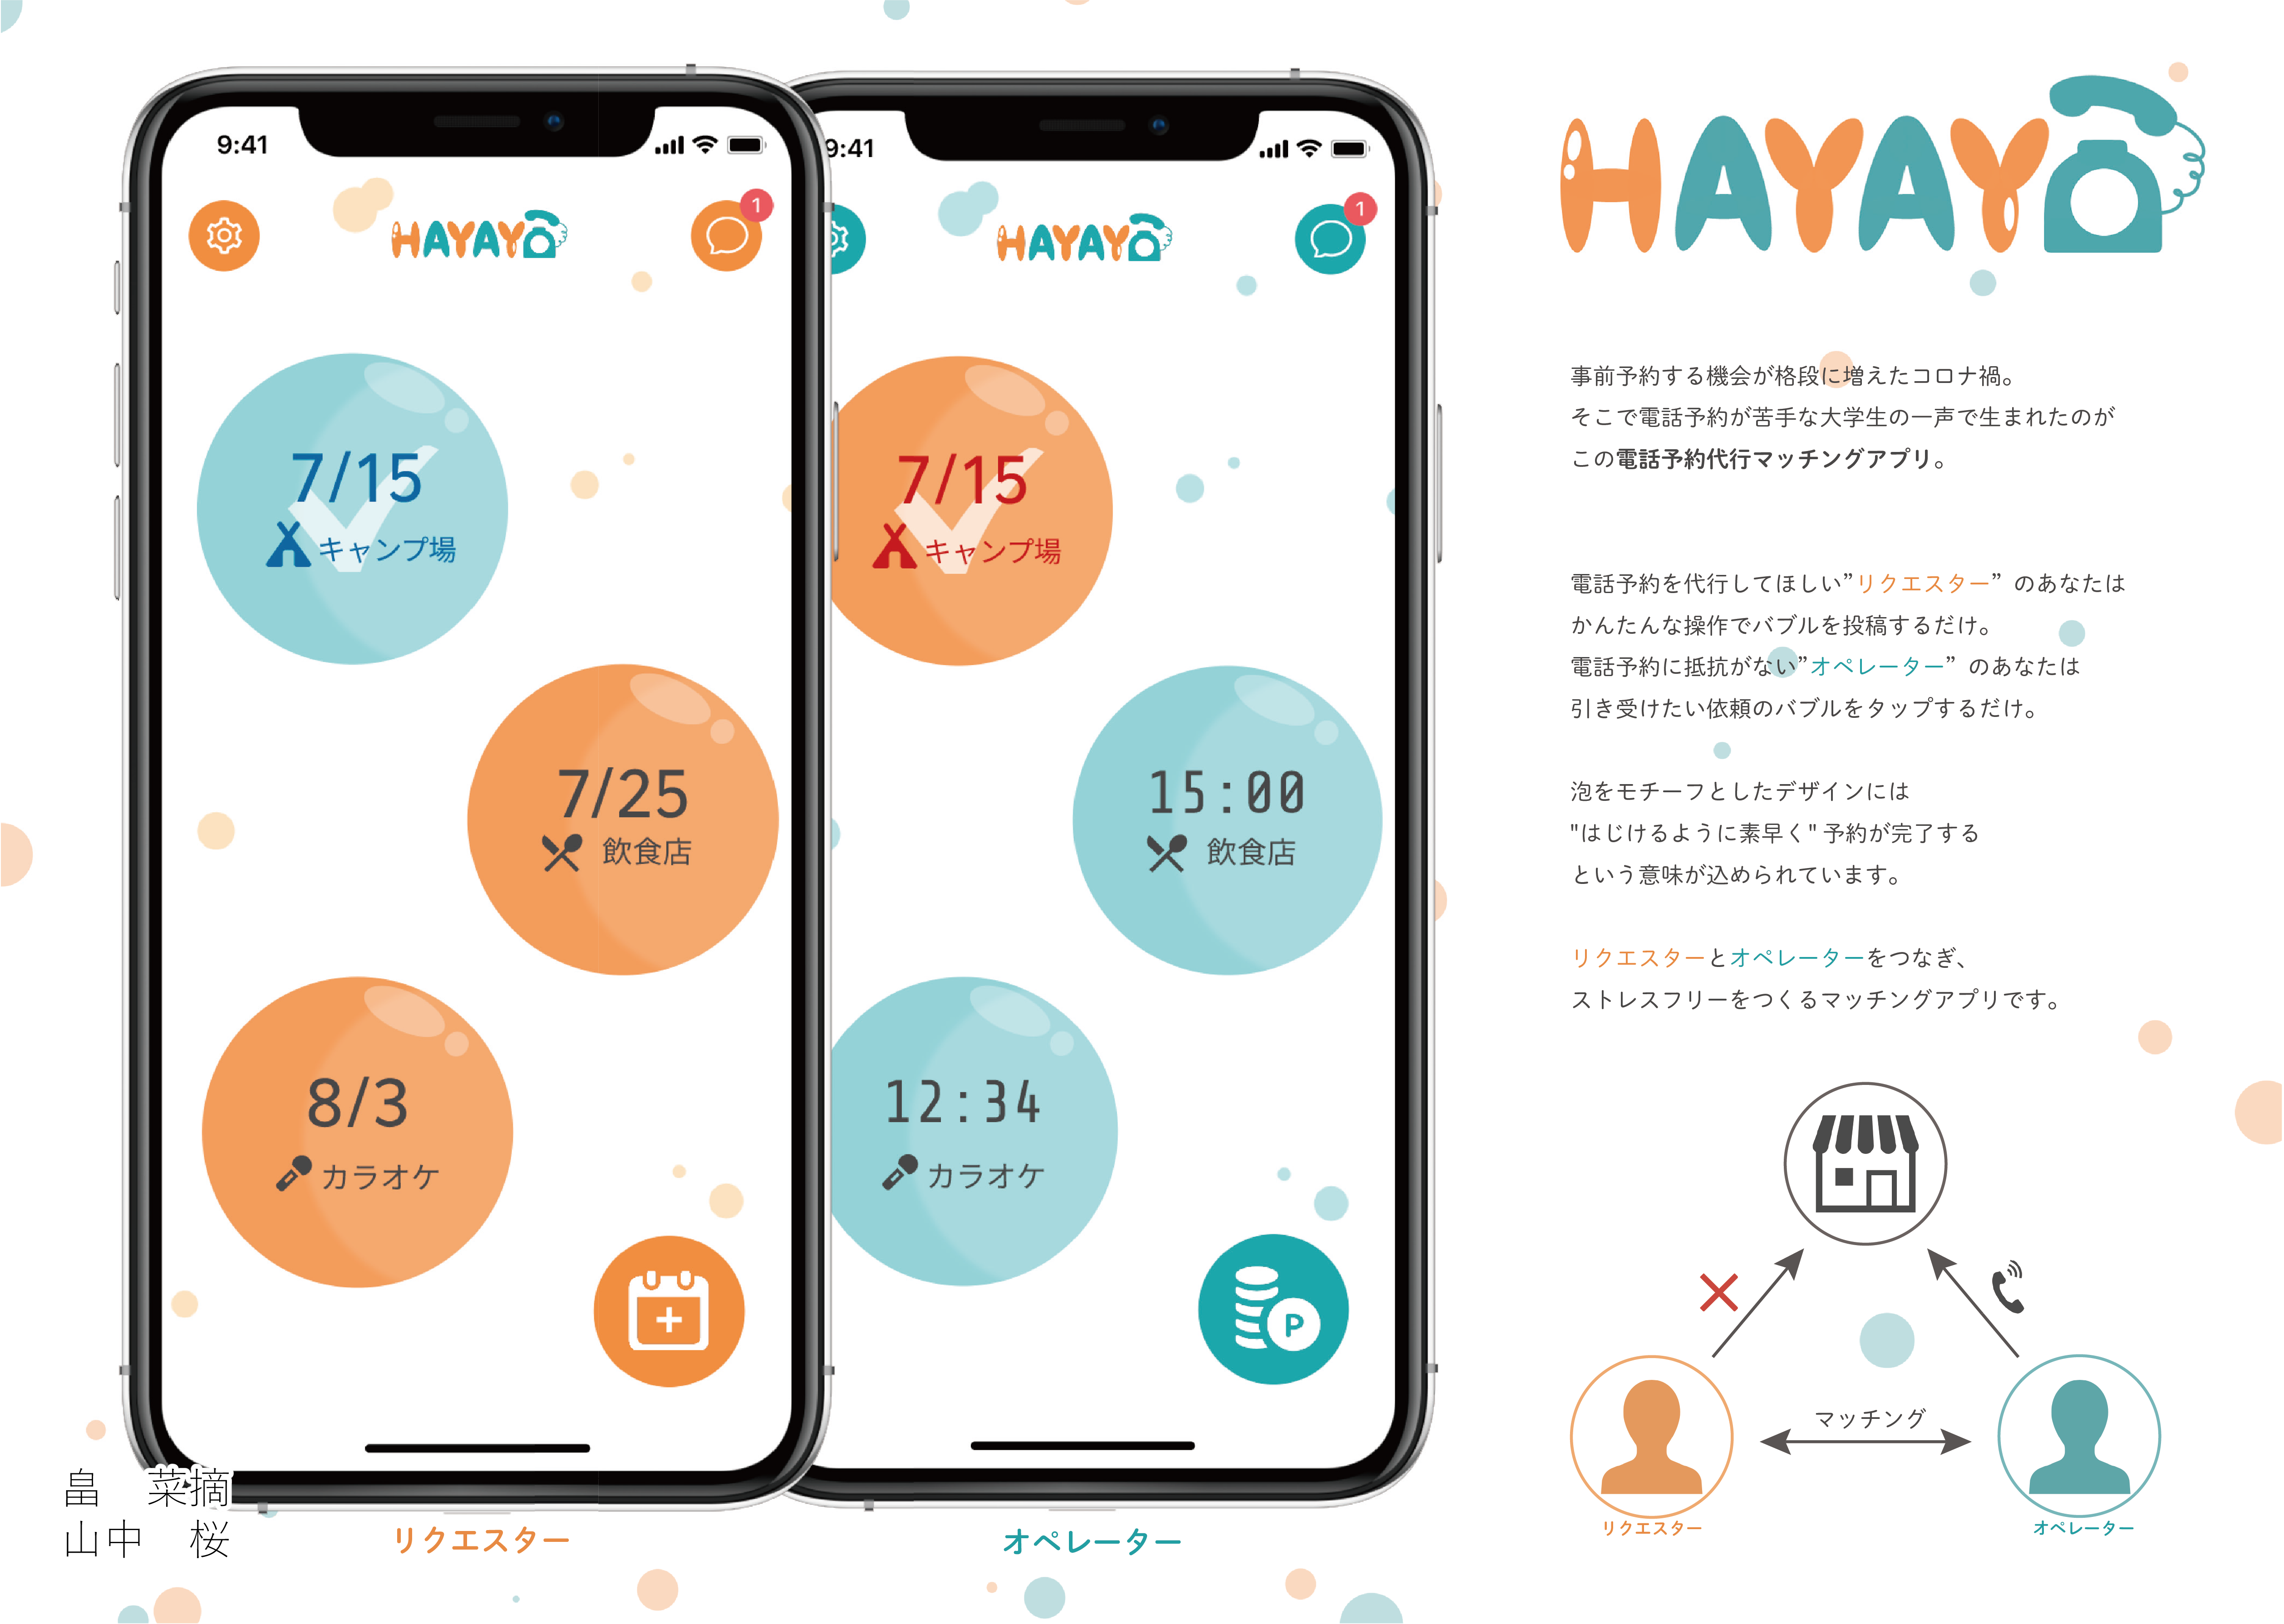 9:41
1
HAYAYO
7/15
キャンプ場
7/25
飲食店
8/3
カラオケ
リクエスター
9:41
1
HAYAYO
7/15
キャンプ場
15:00
飲食店
12:34
カラオケ
P
オペレーター
畠 菜摘
山中 桜
HAYAYO
事前予約する機会が格段に増えたコロナ禍。
そこで電話予約が苦手な大学生の一声で生まれたのが
この電話予約代行マッチングアプリ。
電話予約を代行してほしい”リクエスター” のあなたは
かんたんな操作でバブルを投稿するだけ。
電話予約に抵抗がない”オペレーター” のあなたは
引き受けたい依頼のバブルをタップするだけ。
泡をモチーフとしたデザインには
"はじけるように素早く" 予約が完了する
という意味が込められています。
リクエスターとオペレーターをつなぎ、
ストレスフリーをつくるマッチングアプリです。
マッチング
リクエスター
オペレーター